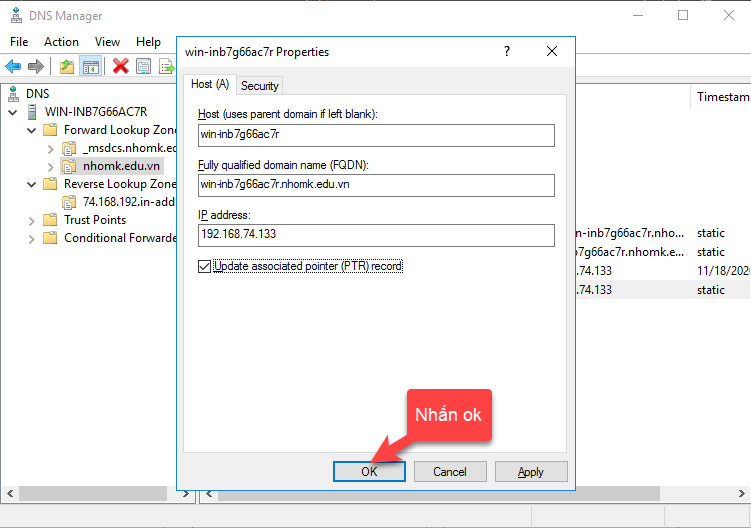 DNS Manager
File Action View Help
DNS
WIN-INB7G66AC7R
Forward Lookup Zone
_msdcs.nhomk.ed
nhomk.edu.vn
Reverse Lookup Zone
74.168.192.in-add
Trust Points
Conditional Forwarde
win-inb7g66ac7r Properties
?
Host (A) Security
Host (uses parent domain if left blank):
win-inb7g66ac7r
Fully qualified domain name (FQDN):
win-inb7g66ac7r.nhomk.edu.vn
IP address:
192.168.74.133
Update associated pointer (PTR) record
Nhấn ok
OK Cancel Apply
Timestam
n-inb7g66ac7r.nho... static
b7g66ac7r.nhomk.e... static
.74.133 11/18/2020
.74.133 static